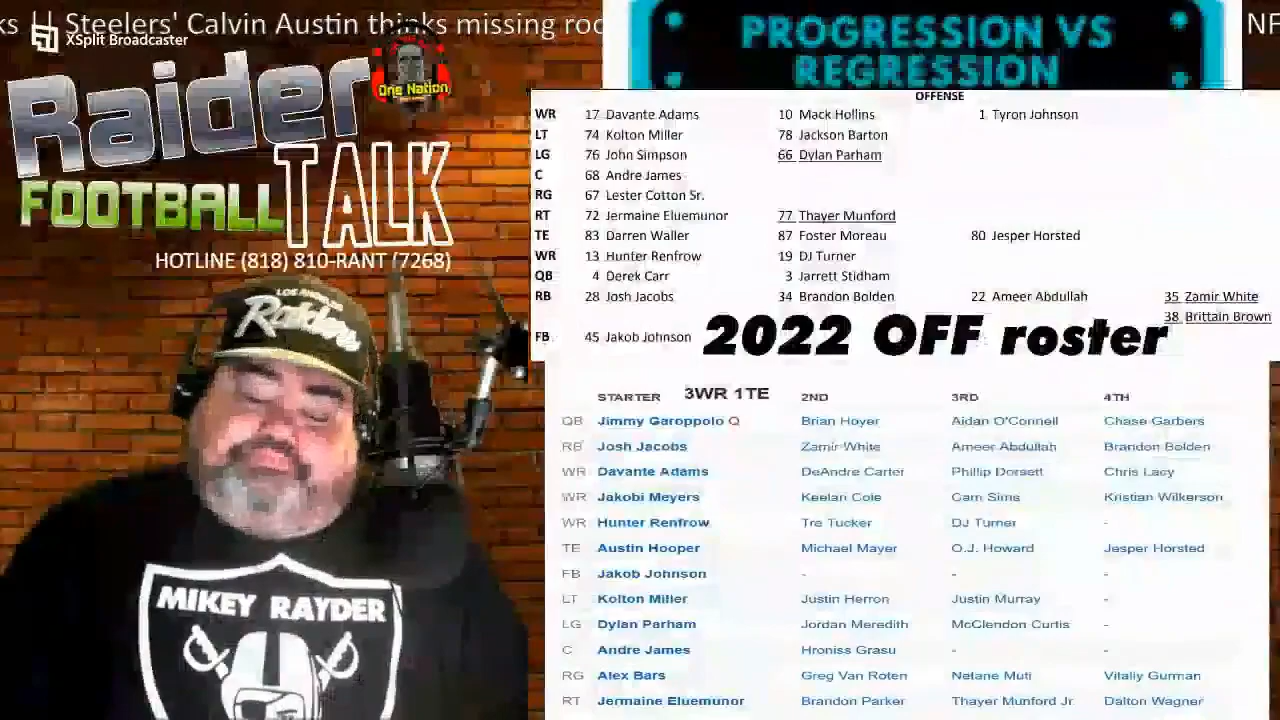 ks | | Steelers' Calvin Austin thinks missing roo
NF
XSplit Broadcaster
PROGRESSION VS
REGRESSION
Raider
One Nation
FOOTBALL
TALK
HOTLINE (818) 810-RANT (7268)
OFFENSE
WR 17 Davante Adams 10 Mack Hollins 1 Tyron Johnson
LT 74 Kolton Miller 78 Jackson Barton
LG 76 John Simpson 66 Dylan Parham
C 68 Andre James
RG 67 Lester Cotton Sr.
RT 72 Jermaine Eluemunor 77 Thayer Munford
TE 83 Darren Waller 87 Foster Moreau 80 Jesper Horsted
WR 13 Hunter Renfrow 19 DJ Turner
QB 4 Derek Carr 3 Jarrett Stidham
RB 28 Josh Jacobs 34 Brandon Bolden 22 Ameer Abdullah 35 Zamir White
38 Brittain Brown
FB 45 Jakob Johnson
2022 OFF roster
STARTER 3WR 1TE 2ND 3RD 4TH
QB Jimmy Garoppolo Q Brian Hoyer Aidan O'Connell Chase Garbers
RB Josh Jacobs Zamir White Ameer Abdullah Brandon Bolden
WR Davante Adams DeAndre Carter Phillip Dorsett Chris Lacy
WR Jakobi Meyers Keelan Cole Cam Sims Kristian Wilkerson
WR Hunter Renfrow Tre Tucker DJ Turner -
TE Austin Hooper Michael Mayer O.J. Howard Jesper Horsted
FB Jakob Johnson - - -
LT Kolton Miller Justin Herron Justin Murray -
LG Dylan Parham Jordan Meredith McClendon Curtis -
C Andre James Hroniss Grasu - -
RG Alex Bars Greg Van Roten Netane Muti Vitaliy Gurman
RT Jermaine Eluemunor Brandon Parker Thayer Munford Jr. Dalton Wagner
LOS ANGELES
Raiders
MIKEY RAYDER